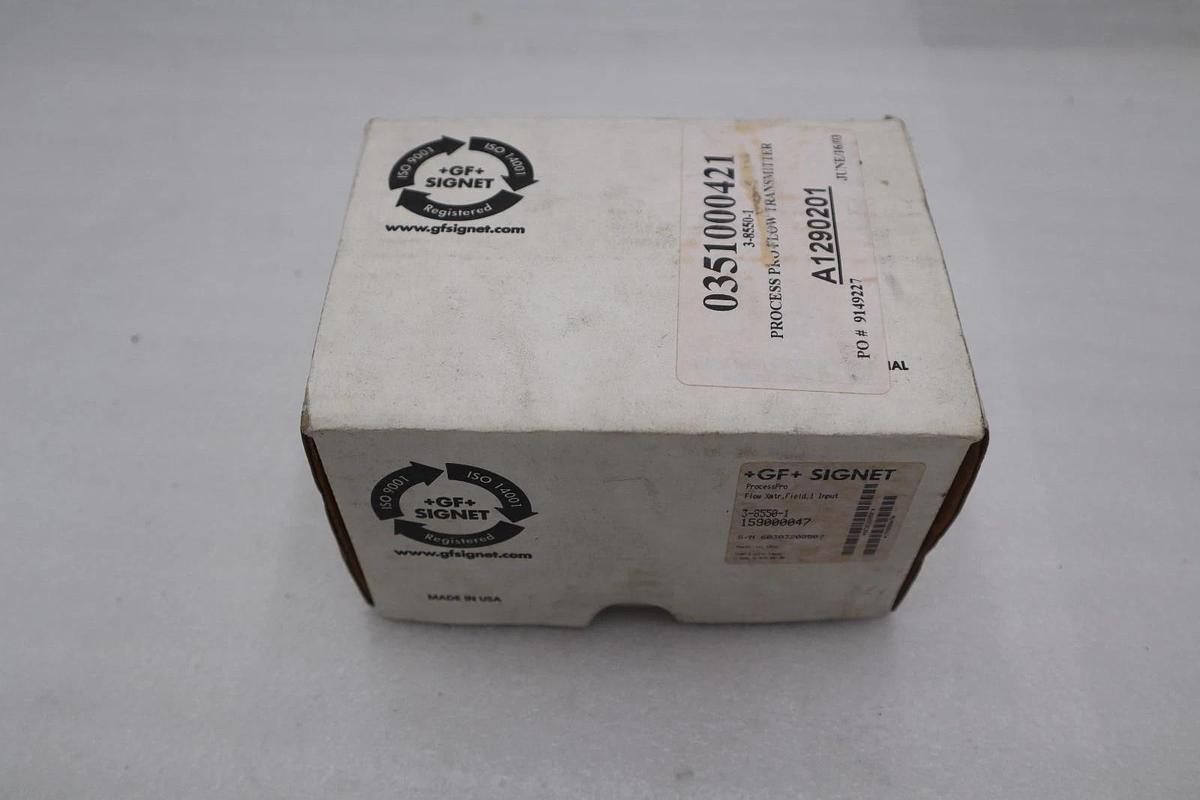 ISO 9001
ISO 14001
+GF+
SIGNET
Registered
www.gfsignet.com
0351000421
3-8550-1
PROCESS PRO FLOW TRANSMITTER
A1290201
JUNE/16/03
PO # 9149227
IAL
ISO 9001
ISO 14001
+GF+
SIGNET
Registered
www.gfsignet.com
MADE IN USA
+GF+ SIGNET
ProcessPro
Flow Xmtr,Field,1 Input
3-8550-1
159000047
S/N